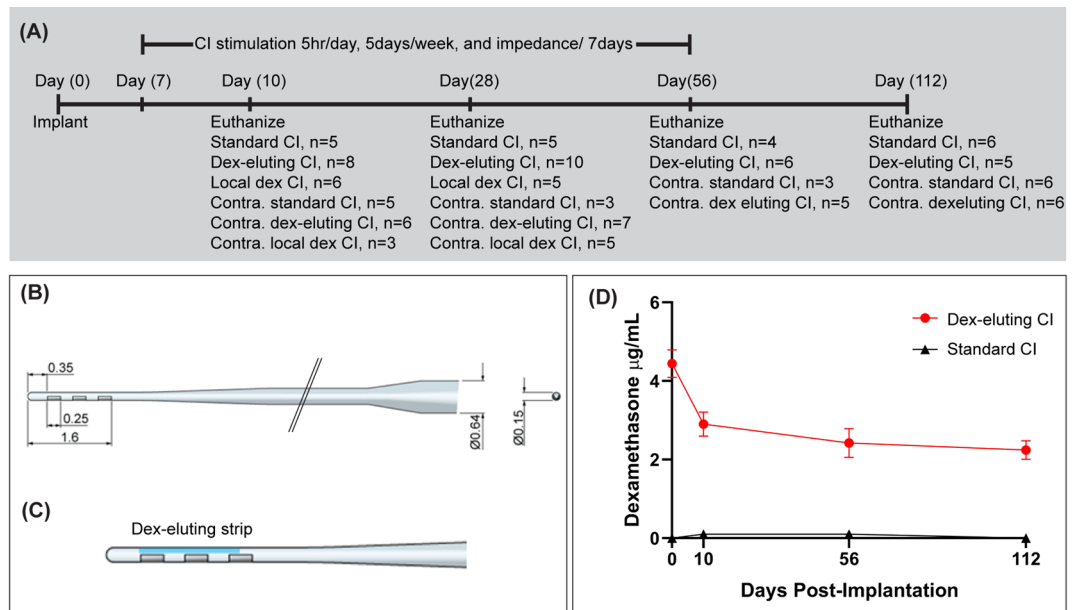 (A)
CI stimulation 5hr/day, 5days/week, and impedance/ 7days
Day (0) Day (7) Day (10) Day(28) Day(56) Day (112)
Implant Euthanize Euthanize Euthanize Euthanize
Standard CI, n=5 Standard CI, n=5 Standard CI, n=4 Standard CI, n=6
Dex-eluting CI, n=8 Dex-eluting CI, n=10 Dex-eluting CI, n=6 Dex-eluting CI, n=5
Local dex CI, n=6 Local dex CI, n=5 Contra. standard CI, n=3 Contra. standard CI, n=6
Contra. standard CI, n=5 Contra. standard CI, n=3 Contra. dex eluting CI, n=5 Contra. dexeluting CI, n=6
Contra. dex-eluting CI, n=6 Contra. dex-eluting CI, n=7
Contra. local dex CI, n=3 Contra. local dex CI, n=5
(B)
0.35
0.25
1.6
Ø0.64
Ø0.15
(C)
Dex-eluting strip
(D)
Dexamethasone µg/mL
6
4
2
0
Dex-eluting CI
Standard CI
0 10 56 112
Days Post-Implantation